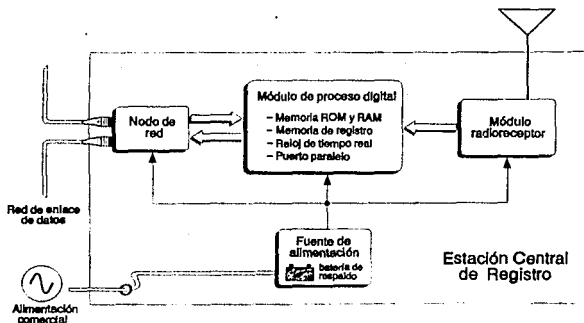 Nodo de
red
Módulo de proceso digital
– Memoria ROM y RAM
– Memoria de registro
– Reloj de tiempo real
– Puerto paralelo
Módulo
radioreceptor
Red de enlace
de datos
Fuente de
alimentación
batería de
respaldo
Estación Central
de Registro
Alimentación
comercial